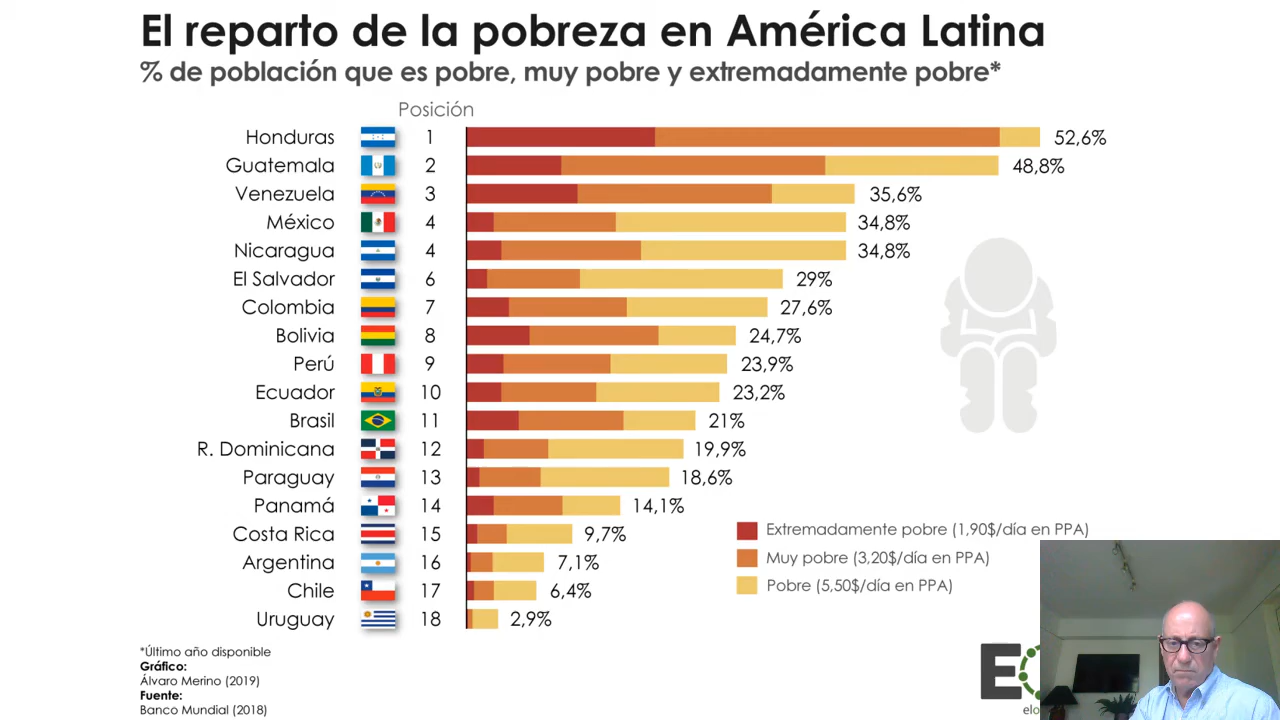 El reparto de la pobreza en América Latina
% de población que es pobre, muy pobre y extremadamente pobre*
Posición
Honduras 1 52,6%
Guatemala 2 48,8%
Venezuela 3 35,6%
México 4 34,8%
Nicaragua 4 34,8%
El Salvador 6 29%
Colombia 7 27,6%
Bolivia 8 24,7%
Perú 9 23,9%
Ecuador 10 23,2%
Brasil 11 21%
R. Dominicana 12 19,9%
Paraguay 13 18,6%
Panamá 14 14,1%
Costa Rica 15 9,7%
Argentina 16 7,1%
Chile 17 6,4%
Uruguay 18 2,9%
Extremadamente pobre (1,90$/día en PPA)
Muy pobre (3,20$/día en PPA)
Pobre (5,50$/día en PPA)
*Último año disponible
Gráfico:
Álvaro Merino (2019)
Fuente:
Banco Mundial (2018)